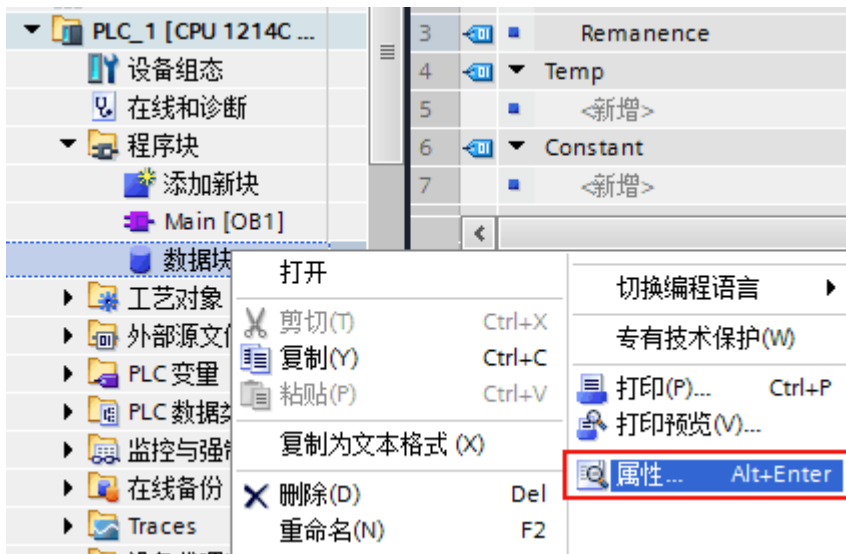 PLC_1 [CPU 1214C ...
设备组态
在线和诊断
程序块
添加新块
Main [OB1]
数据块
工艺对象
外部源文
PLC 变量
PLC 数据类
监控与强制
在线备份
Traces
3 Remanence
4 Temp
5 <新增>
6 Constant
7 <新增>
打开
剪切(T) Ctrl+X
复制(Y) Ctrl+C
粘贴(P) Ctrl+V
复制为文本格式 (X)
删除(D) Del
重命名(N) F2
切换编程语言
专有技术保护(W)
打印(P)... Ctrl+P
打印预览(V)...
属性... Alt+Enter